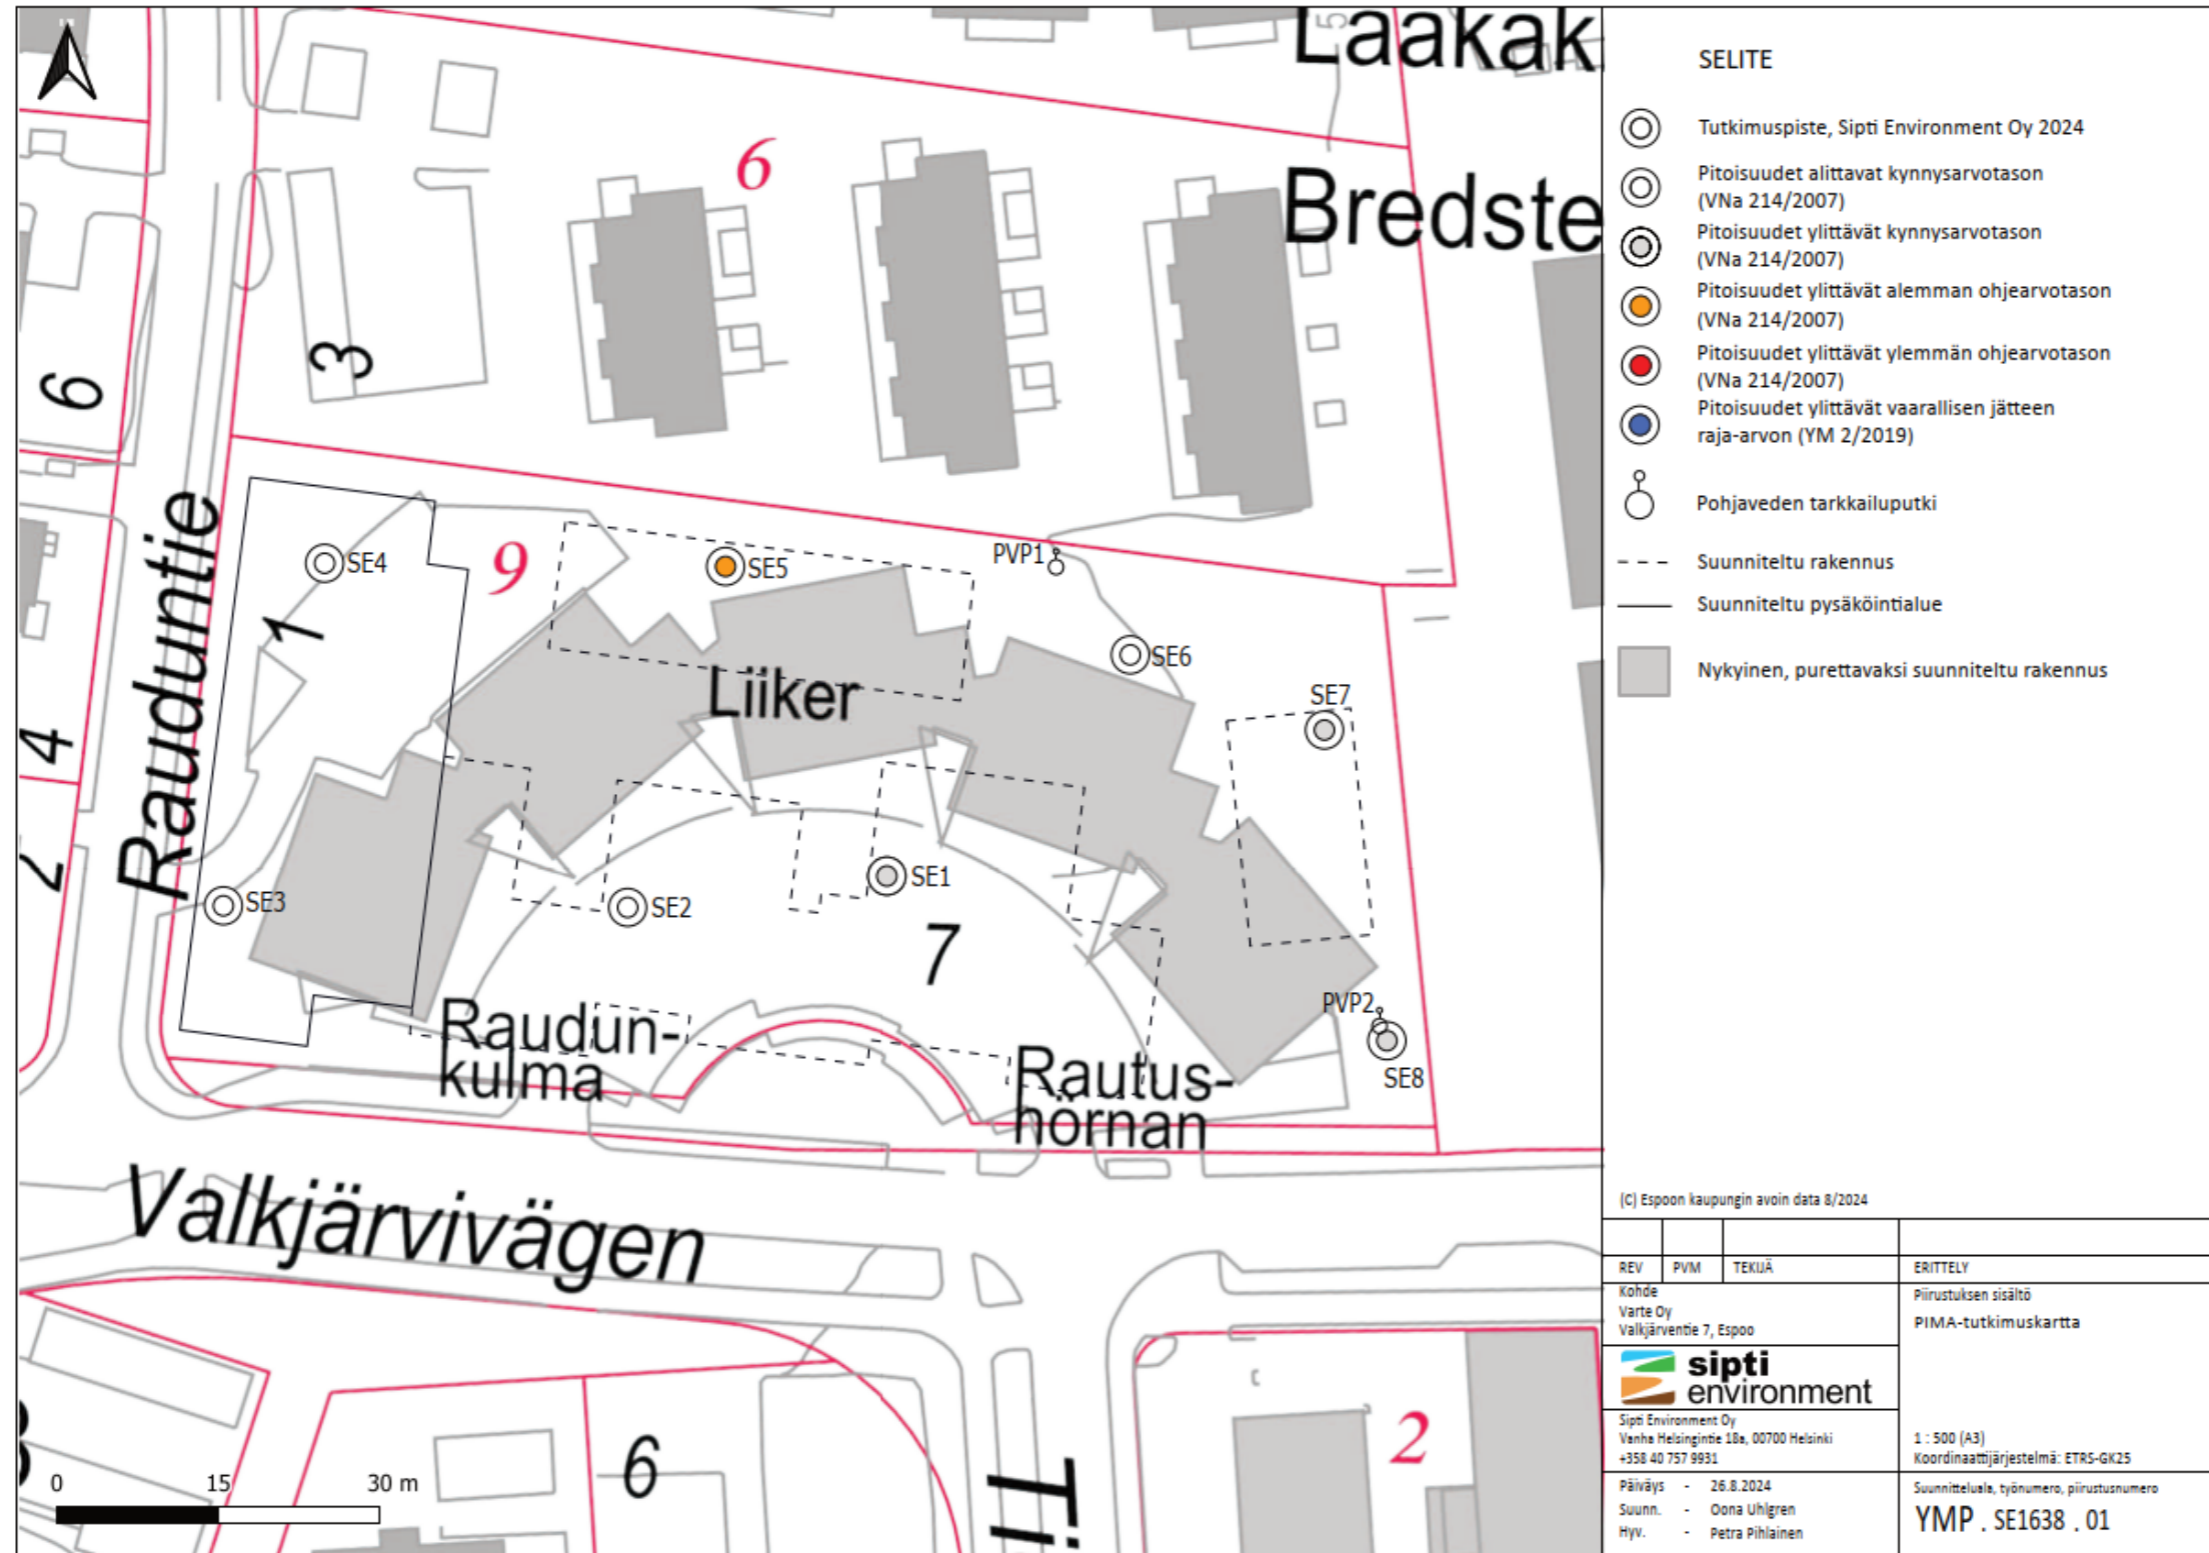 Laakak
5
Bredste
6
6
3
9
1
Rauduntie
4
2
SE4
SE5
PVP1
SE6
SE7
Liiker
SE3
SE2
SE1
7
PVP2
SE8
Raudun-
kulma
Rautus-
hörnan
Valkjärvivägen
6
2
0 15 30 m
SELITE
Tutkimuspiste, Sipti Environment Oy 2024
Pitoisuudet alittavat kynnysarvotason
(VNa 214/2007)
Pitoisuudet ylittävät kynnysarvotason
(VNa 214/2007)
Pitoisuudet ylittävät alemman ohjearvotason
(VNa 214/2007)
Pitoisuudet ylittävät ylemmän ohjearvotason
(VNa 214/2007)
Pitoisuudet ylittävät vaarallisen jätteen
raja-arvon (YM 2/2019)
Pohjaveden tarkkailuputki
Suunniteltu rakennus
Suunniteltu pysäköintialue
Nykyinen, purettavaksi suunniteltu rakennus
(C) Espoon kaupungin avoin data 8/2024
REV PVM TEKIJÄ ERITTELY
Kohde
Varte Oy
Valkjärventie 7, Espoo
Piirustuksen sisältö
PIMA-tutkimuskartta
sipti
environment
Sipti Environment Oy
Vanha Helsingintie 18a, 00700 Helsinki
+358 40 757 9931
1 : 500 (A3)
Koordinaattijärjestelmä: ETRS-GK25
Päiväys - 26.8.2024
Suunn. - Oona Uhlgren
Hyv. - Petra Pihlainen
Suunnitteluala, työnumero, piirustusnumero
YMP . SE1638 . 01